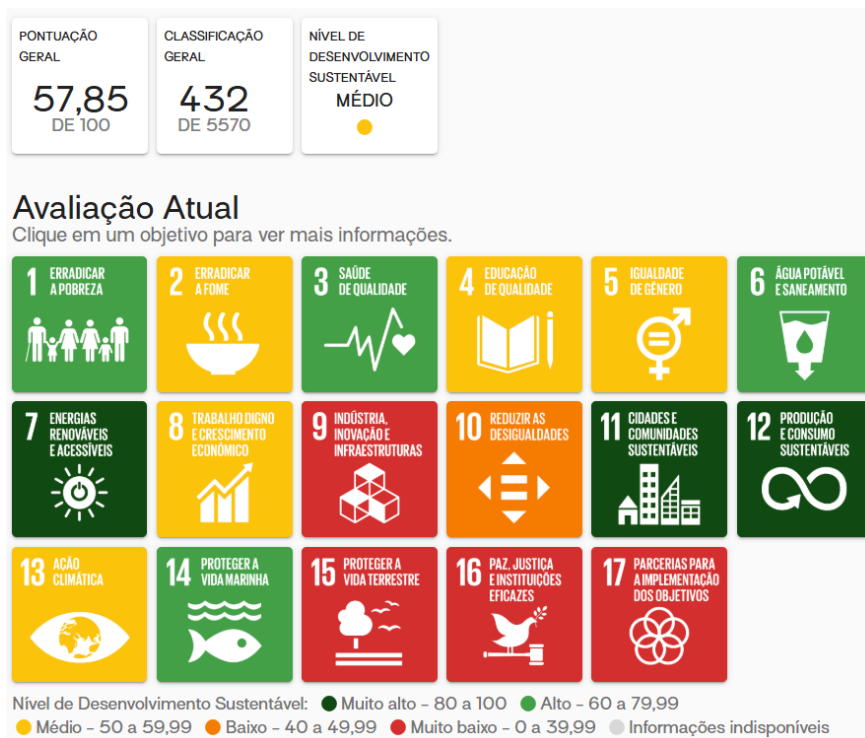 PONTUAÇÃO
GERAL
57,85
DE 100
CLASSIFICAÇÃO
GERAL
432
DE 5570
NÍVEL DE
DESENVOLVIMENTO
SUSTENTÁVEL
MÉDIO
Avaliação Atual
Clique em um objetivo para ver mais informações.
1 ERRADICAR
A POBREZA
2 ERRADICAR
A FOME
3 SAÚDE
DE QUALIDADE
4 EDUCAÇÃO
DE QUALIDADE
5 IGUALDADE
DE GÉNERO
6 ÁGUA POTÁVEL
E SANEAMENTO
7 ENERGIAS
RENOVÁVEIS
E ACESSÍVEIS
8 TRABALHO DIGNO
E CRESCIMENTO
ECONÓMICO
9 INDÚSTRIA,
INOVAÇÃO E
INFRAESTRUTURAS
10 REDUZIR AS
DESIGUALDADES
11 CIDADES E
COMUNIDADES
SUSTENTÁVEIS
12 PRODUÇÃO
E CONSUMO
SUSTENTÁVEIS
13 AÇÃO
CLIMÁTICA
14 PROTEGER A
VIDA MARINHA
15 PROTEGER A
VIDA TERRESTRE
16 PAZ, JUSTIÇA
E INSTITUIÇÕES
EFICAZES
17 PARCERIAS PARA
A IMPLEMENTAÇÃO
DOS OBJETIVOS
Nível de Desenvolvimento Sustentável: Muito alto – 80 a 100 Alto – 60 a 79,99
Médio – 50 a 59,99 Baixo – 40 a 49,99 Muito baixo – 0 a 39,99 Informações indisponíveis